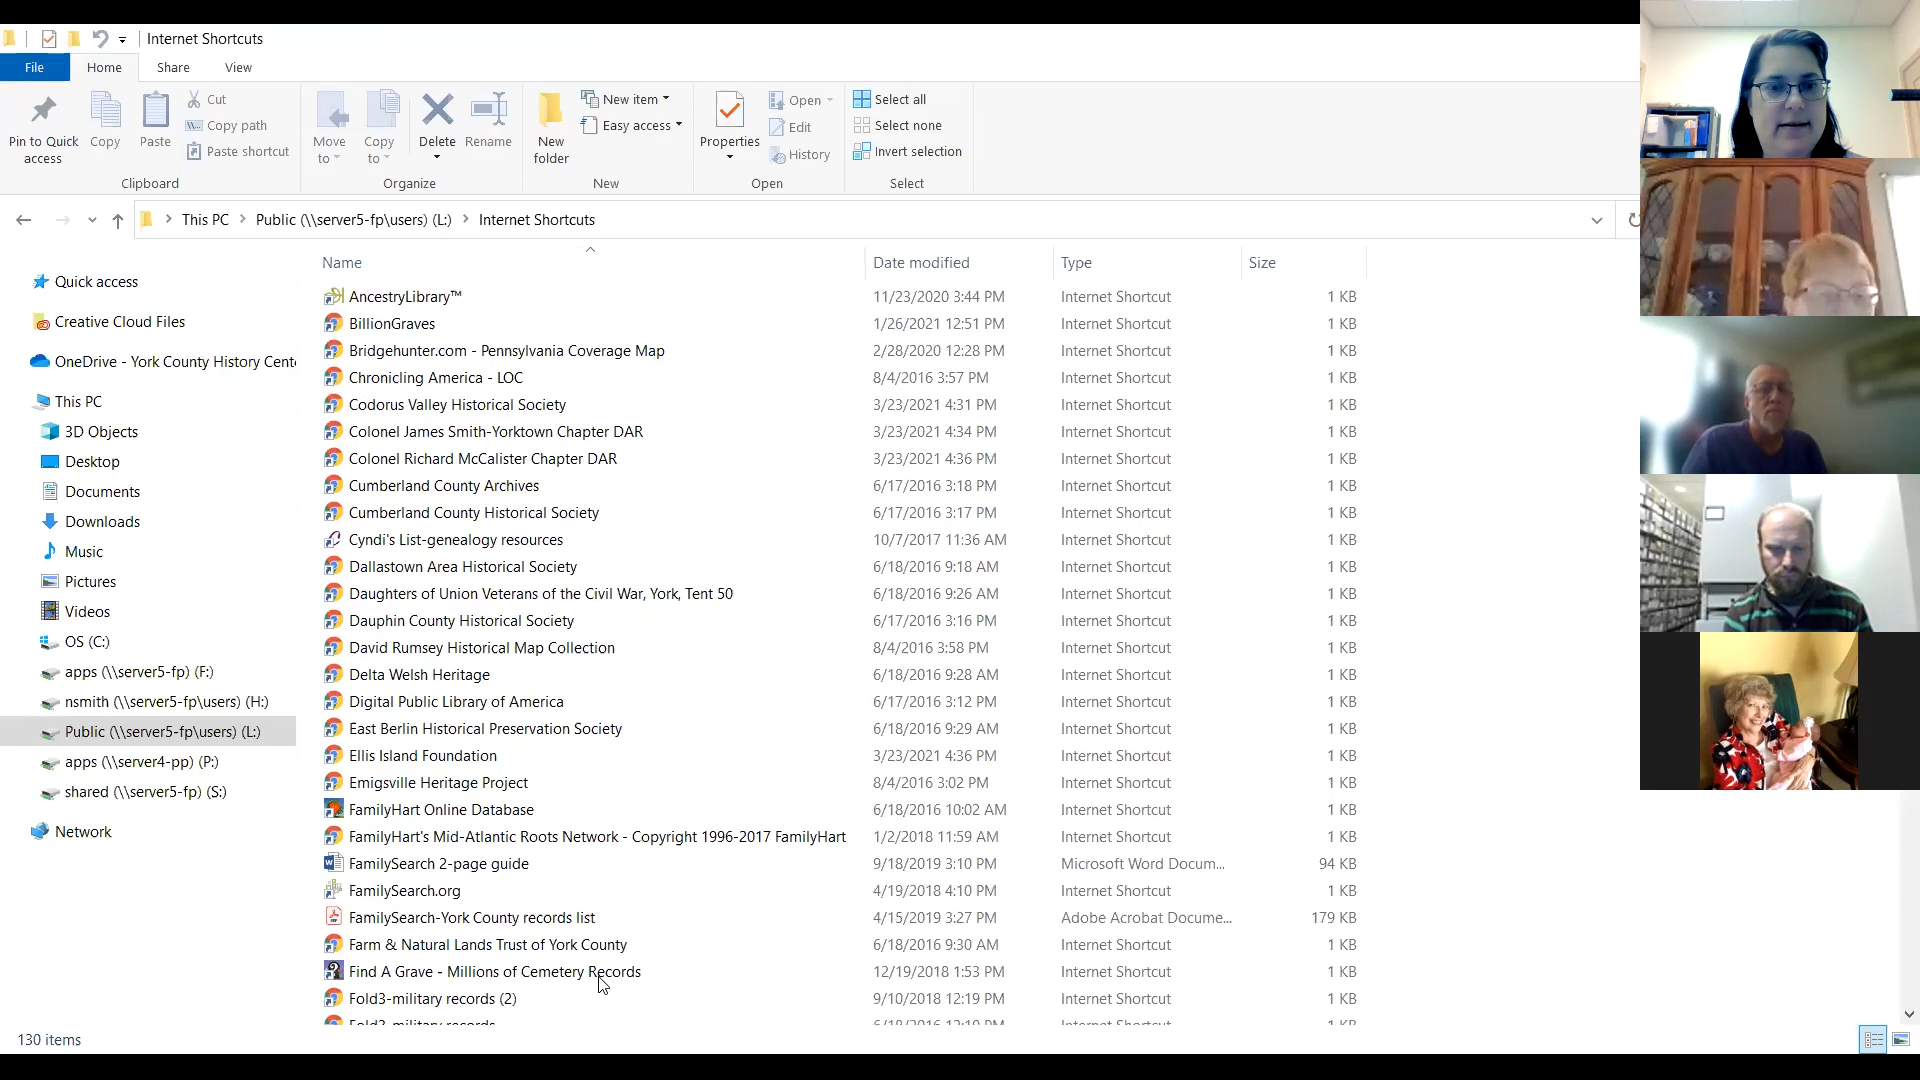 Internet Shortcuts
File Home Share View
Pin to Quick access
Copy
Paste
Cut
Copy path
Paste shortcut
Clipboard
Move to
Copy to
Delete
Rename
Organize
New folder
New item
Easy access
New
Properties
Open
Edit
History
Open
Select all
Select none
Invert selection
Select
This PC > Public (\\server5-fp\users) (L:) > Internet Shortcuts
Quick access
Creative Cloud Files
OneDrive - York County History Cente
This PC
3D Objects
Desktop
Documents
Downloads
Music
Pictures
Videos
OS (C:)
apps (\\server5-fp) (F:)
nsmith (\\server5-fp\users) (H:)
Public (\\server5-fp\users) (L:)
apps (\\server4-pp) (P:)
shared (\\server5-fp) (S:)
Network
Name Date modified Type Size
AncestryLibrary™ 11/23/2020 3:44 PM Internet Shortcut 1 KB
BillionGraves 1/26/2021 12:51 PM Internet Shortcut 1 KB
Bridgehunter.com - Pennsylvania Coverage Map 2/28/2020 12:28 PM Internet Shortcut 1 KB
Chronicling America - LOC 8/4/2016 3:57 PM Internet Shortcut 1 KB
Codorus Valley Historical Society 3/23/2021 4:31 PM Internet Shortcut 1 KB
Colonel James Smith-Yorktown Chapter DAR 3/23/2021 4:34 PM Internet Shortcut 1 KB
Colonel Richard McCalister Chapter DAR 3/23/2021 4:36 PM Internet Shortcut 1 KB
Cumberland County Archives 6/17/2016 3:18 PM Internet Shortcut 1 KB
Cumberland County Historical Society 6/17/2016 3:17 PM Internet Shortcut 1 KB
Cyndi's List-genealogy resources 10/7/2017 11:36 AM Internet Shortcut 1 KB
Dallastown Area Historical Society 6/18/2016 9:18 AM Internet Shortcut 1 KB
Daughters of Union Veterans of the Civil War, York, Tent 50 6/18/2016 9:26 AM Internet Shortcut 1 KB
Dauphin County Historical Society 6/17/2016 3:16 PM Internet Shortcut 1 KB
David Rumsey Historical Map Collection 8/4/2016 3:58 PM Internet Shortcut 1 KB
Delta Welsh Heritage 6/18/2016 9:28 AM Internet Shortcut 1 KB
Digital Public Library of America 6/17/2016 3:12 PM Internet Shortcut 1 KB
East Berlin Historical Preservation Society 6/18/2016 9:29 AM Internet Shortcut 1 KB
Ellis Island Foundation 3/23/2021 4:36 PM Internet Shortcut 1 KB
Emigsville Heritage Project 8/4/2016 3:02 PM Internet Shortcut 1 KB
FamilyHart Online Database 6/18/2016 10:02 AM Internet Shortcut 1 KB
FamilyHart's Mid-Atlantic Roots Network - Copyright 1996-2017 FamilyHart 1/2/2018 11:59 AM Internet Shortcut 1 KB
FamilySearch 2-page guide 9/18/2019 3:10 PM Microsoft Word Docum... 94 KB
FamilySearch.org 4/19/2018 4:10 PM Internet Shortcut 1 KB
FamilySearch-York County records list 4/15/2019 3:27 PM Adobe Acrobat Docume... 179 KB
Farm & Natural Lands Trust of York County 6/18/2016 9:30 AM Internet Shortcut 1 KB
Find A Grave - Millions of Cemetery Records 12/19/2018 1:53 PM Internet Shortcut 1 KB
Fold3-military records (2) 9/10/2018 12:19 PM Internet Shortcut 1 KB
Fold3-military records 6/18/2016 12:19 PM Internet Shortcut 1 KB
130 items